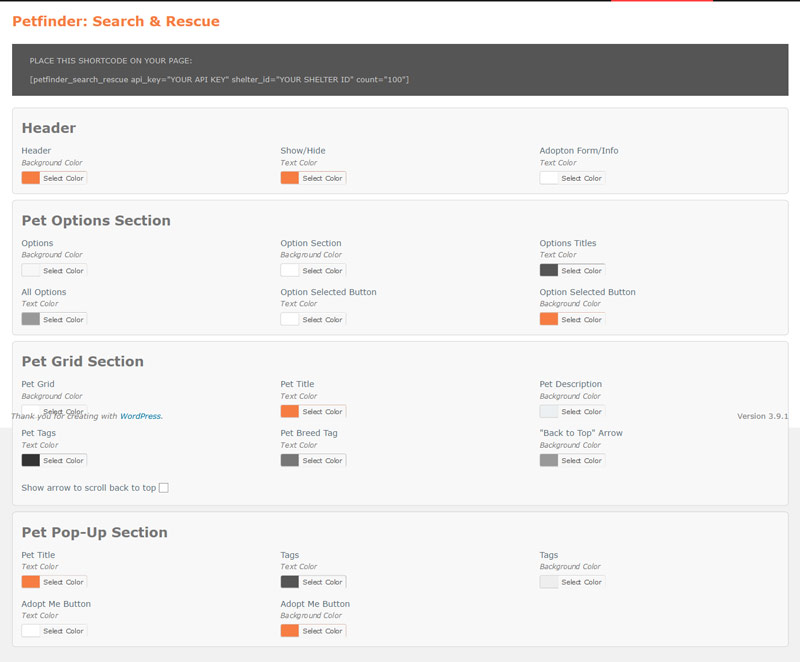 Petfinder: Search & Rescue
PLACE THIS SHORTCODE ON YOUR PAGE:
[petfinder_search_rescue api_key="YOUR API KEY" shelter_id="YOUR SHELTER ID" count="100"]
Header
Header Show/Hide Adopton Form/Info
Background Color Text Color Text Color
Select Color Select Color Select Color
Pet Options Section
Options Option Section Options Titles
Background Color Background Color Text Color
Select Color Select Color Select Color
All Options Option Selected Button Option Selected Button
Text Color Text Color Background Color
Select Color Select Color Select Color
Pet Grid Section
Pet Grid Pet Title Pet Description
Background Color Text Color Background Color
Select Color Select Color Select Color
Thank you for creating with WordPress. Version 3.9.1
Pet Tags Pet Breed Tag "Back to Top" Arrow
Text Color Text Color Background Color
Select Color Select Color Select Color
Show arrow to scroll back to top
Pet Pop-Up Section
Pet Title Tags Tags
Text Color Text Color Background Color
Select Color Select Color Select Color
Adopt Me Button Adopt Me Button
Text Color Background Color
Select Color Select Color